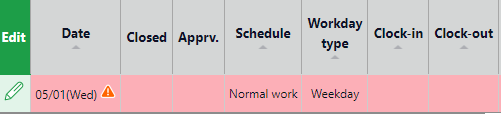 Edit
Date
Closed
Apprv.
Schedule
Workday
type
Clock-in
Clock-out
05/01(Wed)
Normal work
Weekday